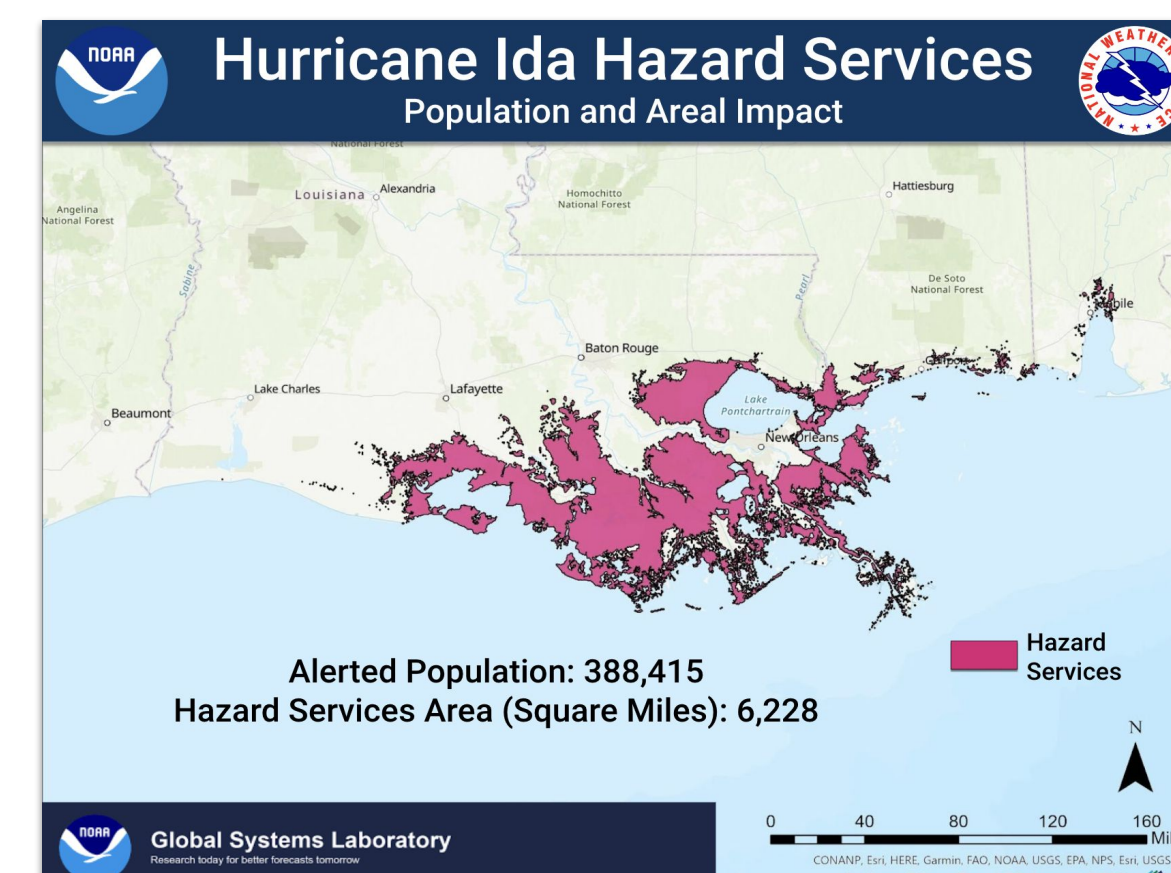 NOAA
Hurricane Ida Hazard Services
Population and Areal Impact
NATIONAL WEATHER
National Forest
Louisiana
Alexandria
Hattiesburg
Homochitto
National Forest
Angelina
National Forest
Sabine
De Soto
National Forest
Pearl
Baton Rouge
Lake Charles
Lafayette
Lake
Pontchartrain
Beaumont
New Orleans
Hazard
Services
Alerted Population: 388,415
Hazard Services Area (Square Miles): 6,228
N
NOAA
Global Systems Laboratory
Research today for better forecasts tomorrow
0 40 80 120 160
Mil
CONANP, Esri, HERE, Garmin, FAO, NOAA, USGS, EPA, NPS, Esri, USGS